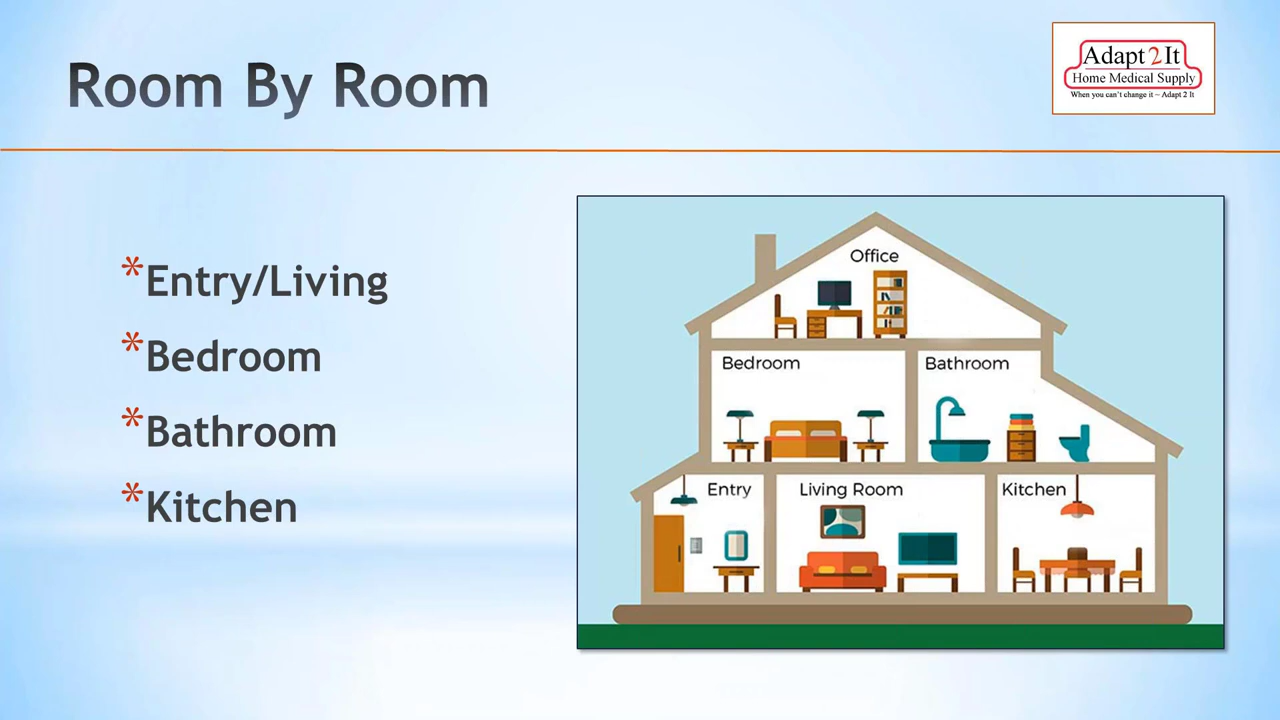 Room By Room
Adapt 2 It
Home Medical Supply
When you can't change it ~ Adapt 2 It
*Entry/Living
*Bedroom
*Bathroom
*Kitchen
Office
Bedroom
Bathroom
Entry
Living Room
Kitchen